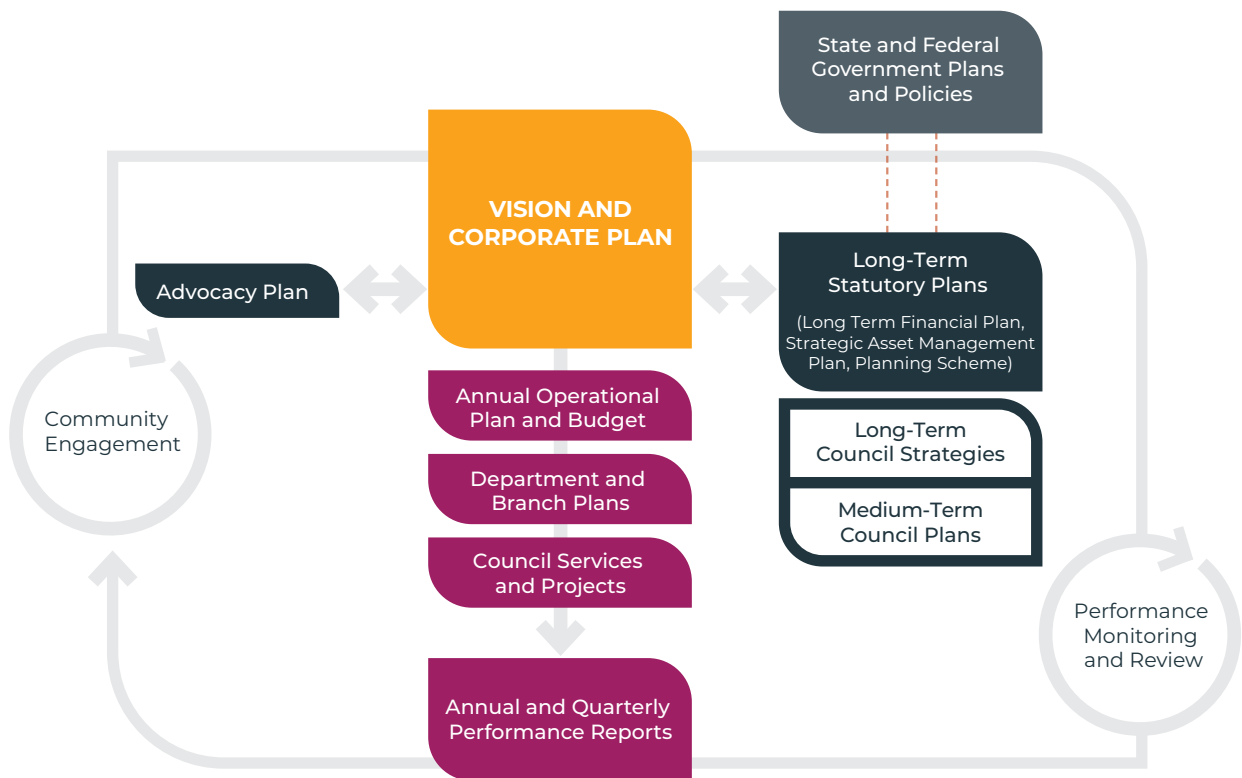 State and Federal
Government Plans
and Policies
VISION AND
CORPORATE PLAN
Advocacy Plan
Long-Term
Statutory Plans
(Long Term Financial Plan,
Strategic Asset Management
Plan, Planning Scheme)
Community
Engagement
Annual Operational
Plan and Budget
Long-Term
Council Strategies
Department and
Branch Plans
Medium-Term
Council Plans
Council Services
and Projects
Performance
Monitoring
and Review
Annual and Quarterly
Performance Reports